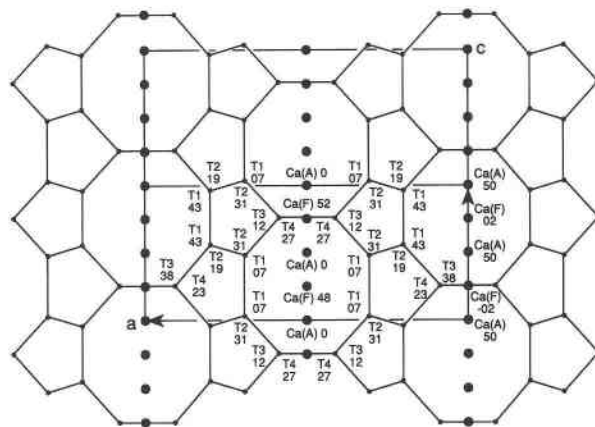 C
T2
19
T1
07
Ca(A) 0
T1
07
T2
19
Ca(A)
50
T1
43
T2
31
Ca(F) 52
T2
31
T1
43
Ca(F)
02
T3
12
T4
27
T4
27
T3
12
T1
43
T2
31
T2
31
T1
43
Ca(A)
50
T2
19
T1
07
Ca(A) 0
T1
07
T2
19
T3
38
T4
23
Ca(F) 48
T4
23
T3
38
Ca(F)
-02
T1
07
T1
07
a
Ca(A) 0
Ca(A)
50
T2
31
T2
31
T3
12
T4
27
T4
27
T3
12